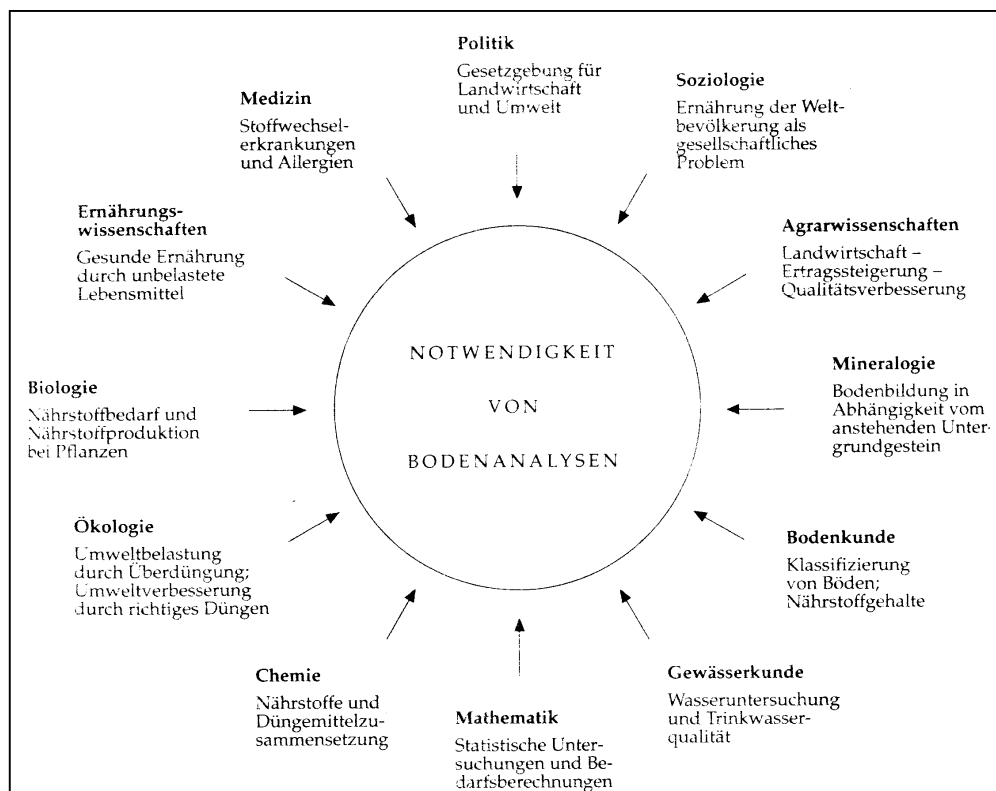 Politik
Gesetzgebung für
Landwirtschaft
und Umwelt
Soziologie
Ernährung der Welt-
bevölkerung als
gesellschaftliches
Problem
Agrarwissenschaften
Landwirtschaft –
Ertragssteigerung –
Qualitätsverbesserung
Mineralogie
Bodenbildung in
Abhängigkeit vom
anstehenden Unter-
grundgestein
Bodenkunde
Klassifizierung
von Böden;
Nährstoffgehalte
Gewässerkunde
Wasseruntersuchung
und Trinkwasser-
qualität
Mathematik
Statistische Unter-
suchungen und Be-
darfsberechnungen
Chemie
Nährstoffe und
Düngemittelzu-
sammensetzung
Ökologie
Umweltbelastung
durch Überdüngung;
Umweltverbesserung
durch richtiges Düngen
Biologie
Nährstoffbedarf und
Nährstoffproduktion
bei Pflanzen
Ernährungs-
wissenschaften
Gesunde Ernährung
durch unbelastete
Lebensmittel
Medizin
Stoffwechsel-
erkrankungen
und Allergien
NOTWENDIGKEIT
VON
BODENANALYSEN